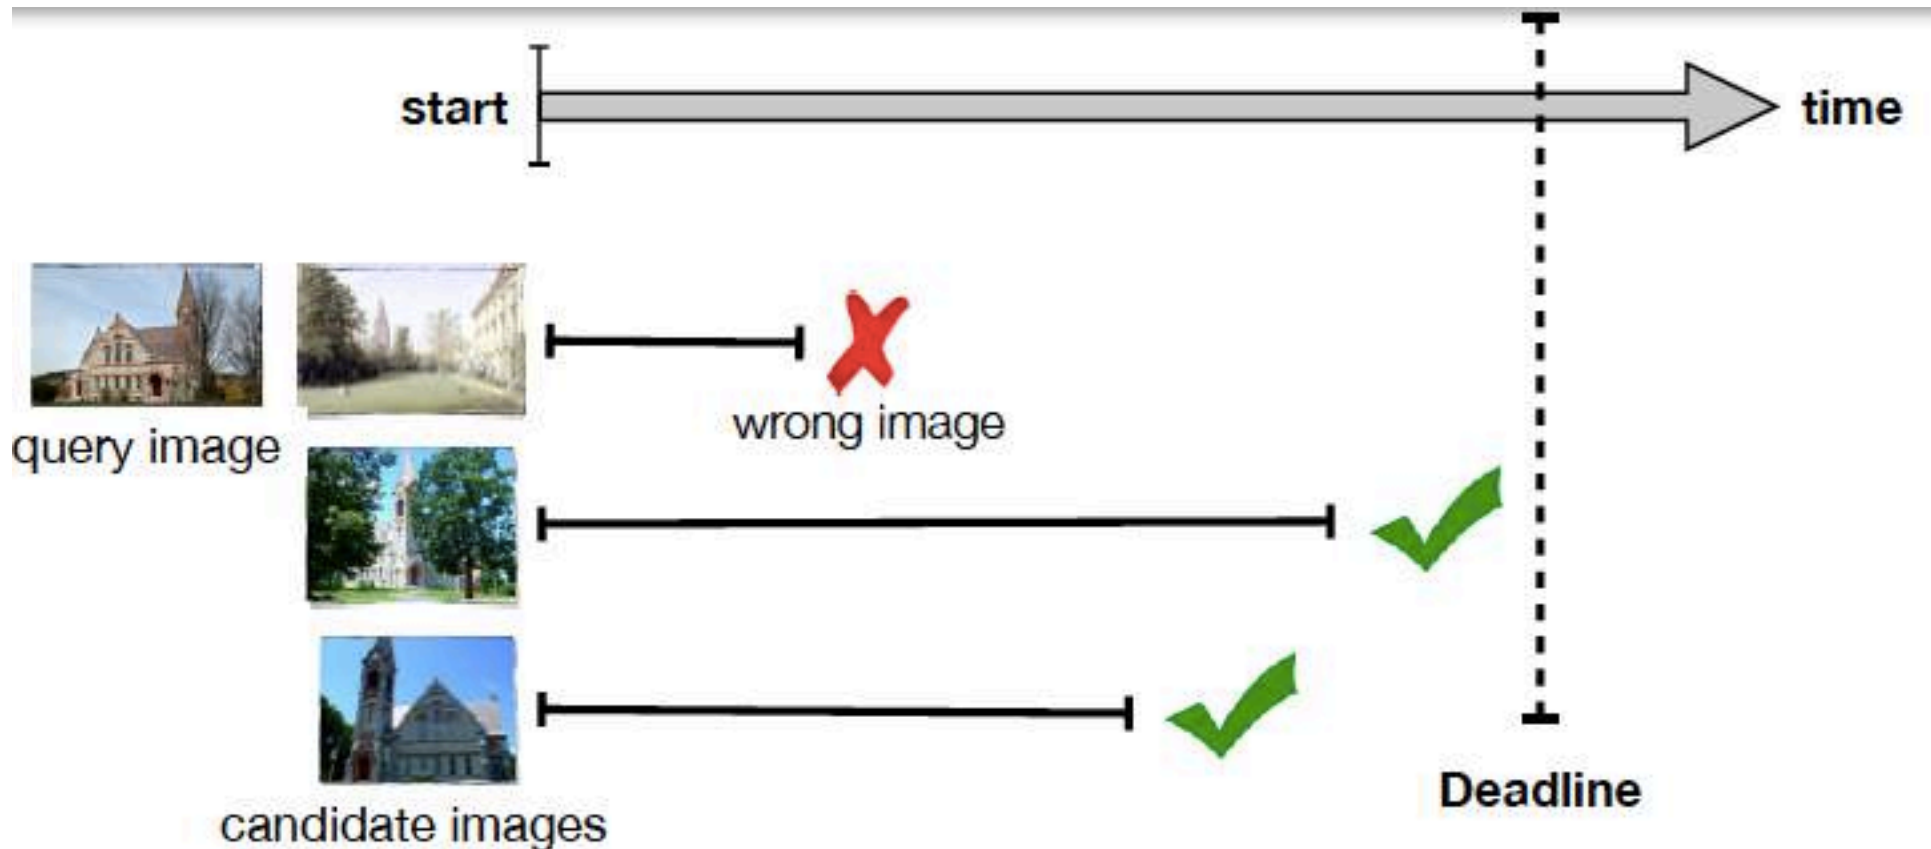 start
time
query image
wrong image
candidate images
Deadline